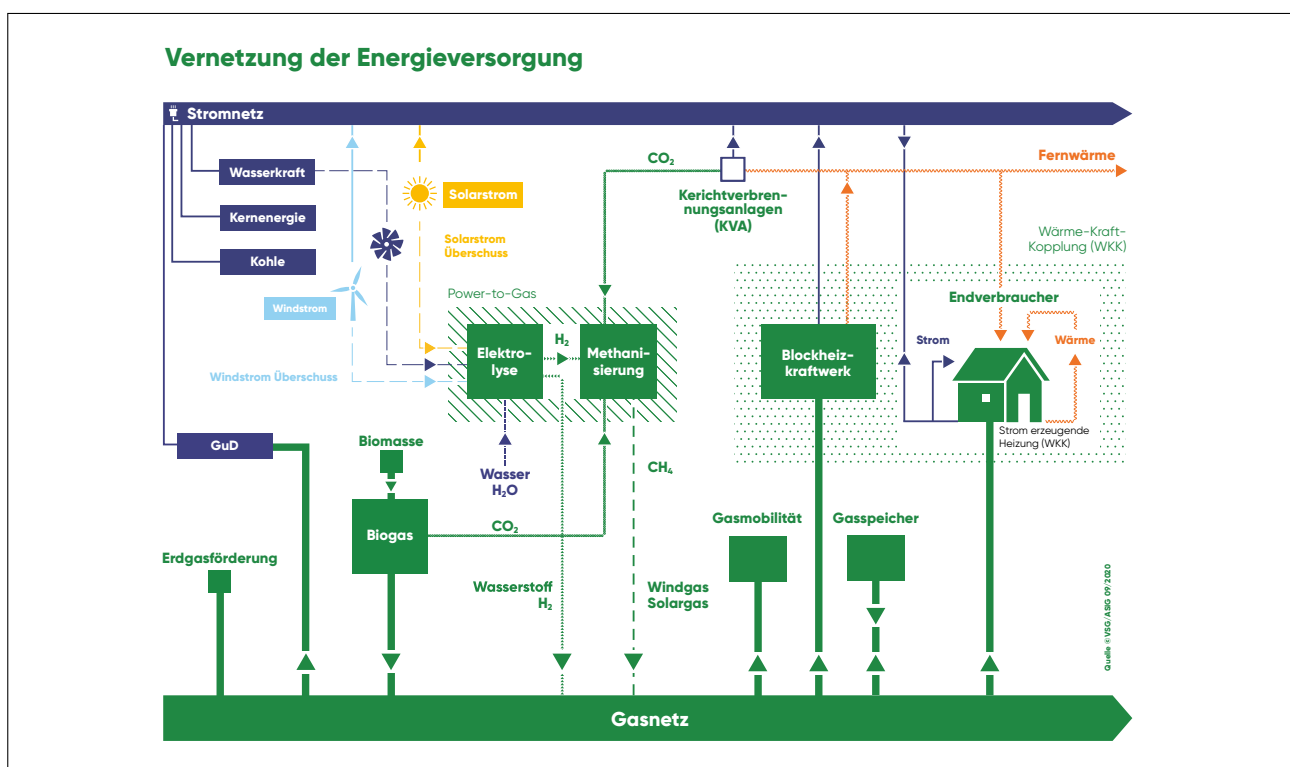 Vernetzung der Energieversorgung
Stromnetz
Wasserkraft
Kernenergie
Kohle
Solarstrom
Solarstrom
Überschuss
Windstrom
Windstrom Überschuss
CO₂
Kerichtverbren-
nungsanlagen
(KVA)
Fernwärme
Wärme-Kraft-
Kopplung (WKK)
Power-to-Gas
Elektro-
lyse
H₂
Methani-
sierung
Blockheiz-
kraftwerk
Endverbraucher
Strom
Wärme
Strom erzeugende
Heizung (WKK)
GuD
Biomasse
Wasser
H₂O
CH₄
Biogas
CO₂
Erdgasförderung
Wasserstoff
H₂
Windgas
Solargas
Gasmobilität
Gasspeicher
Quelle ©VSG/ASIG 09/2020
Gasnetz